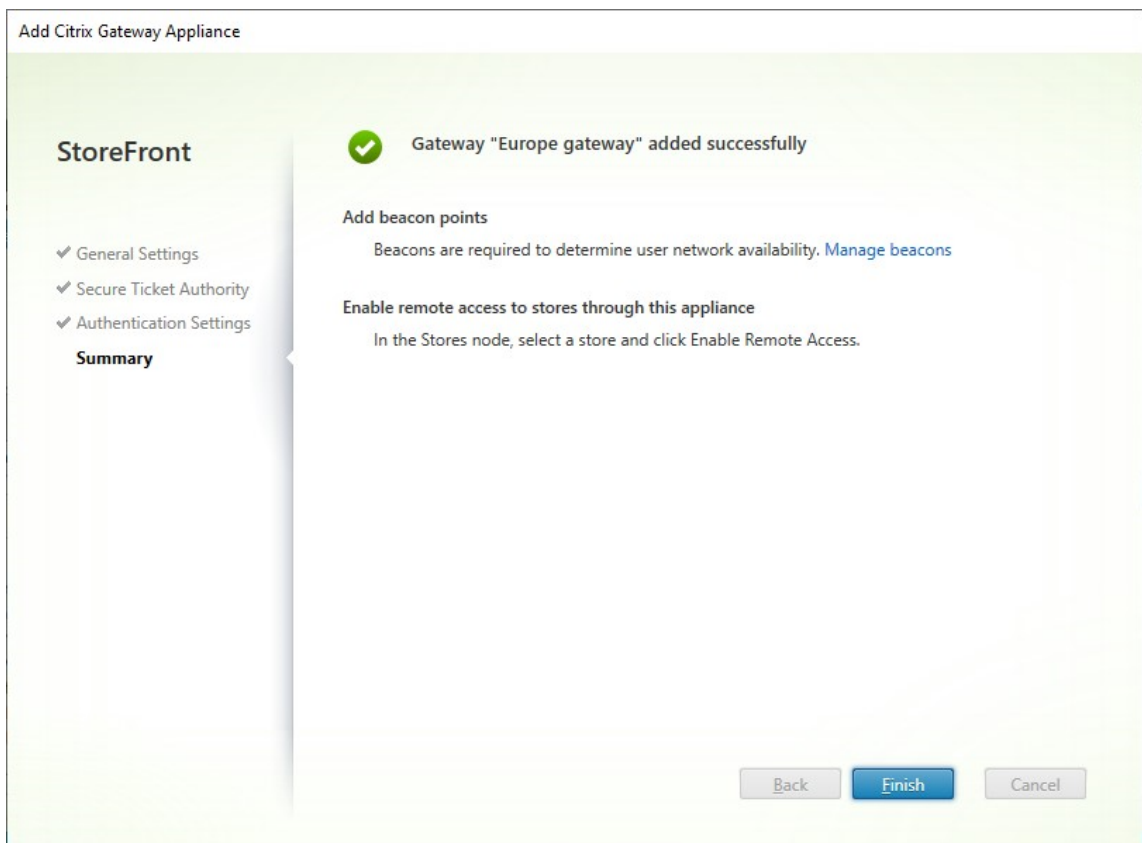 Add Citrix Gateway Appliance
StoreFront
General Settings
Secure Ticket Authority
Authentication Settings
Summary
Gateway "Europe gateway" added successfully
Add beacon points
Beacons are required to determine user network availability. Manage beacons
Enable remote access to stores through this appliance
In the Stores node, select a store and click Enable Remote Access.
Back Finish Cancel